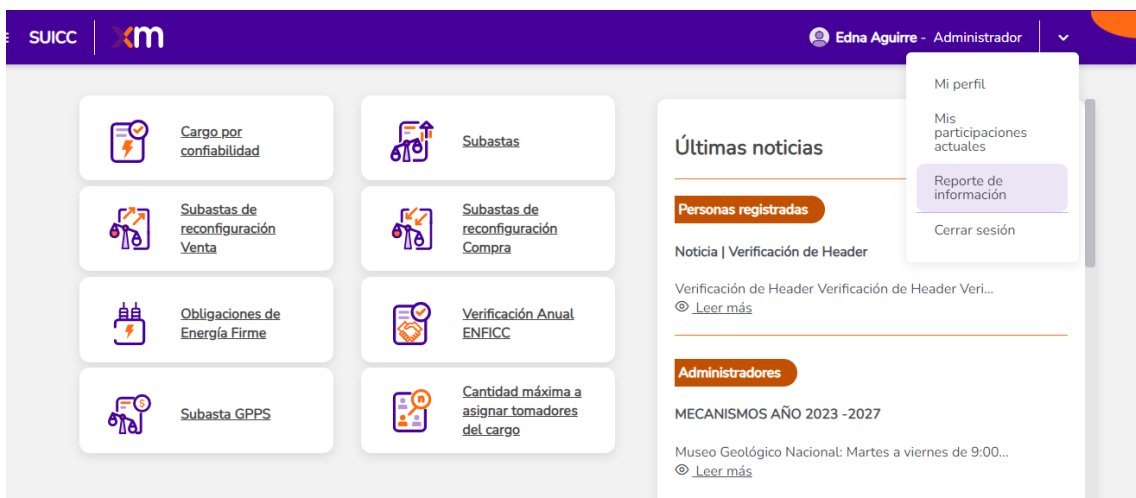 SUICC
xm
Edna Aguirre - Administrador
Mi perfil
Mis
participaciones
actuales
Reporte de
información
Cerrar sesión
Cargo por
confiabilidad
Subastas
Subastas de
reconfiguración
Venta
Subastas de
reconfiguración
Compra
Obligaciones de
Energía Firme
Verificación Anual
ENFICC
Subasta GPPS
Cantidad máxima a
asignar tomadores
del cargo
Últimas noticias
Personas registradas
Noticia | Verificación de Header
Verificación de Header Verificación de Header Veri...
Leer más
Administradores
MECANISMOS AÑO 2023 -2027
Museo Geológico Nacional: Martes a viernes de 9:00...
Leer más